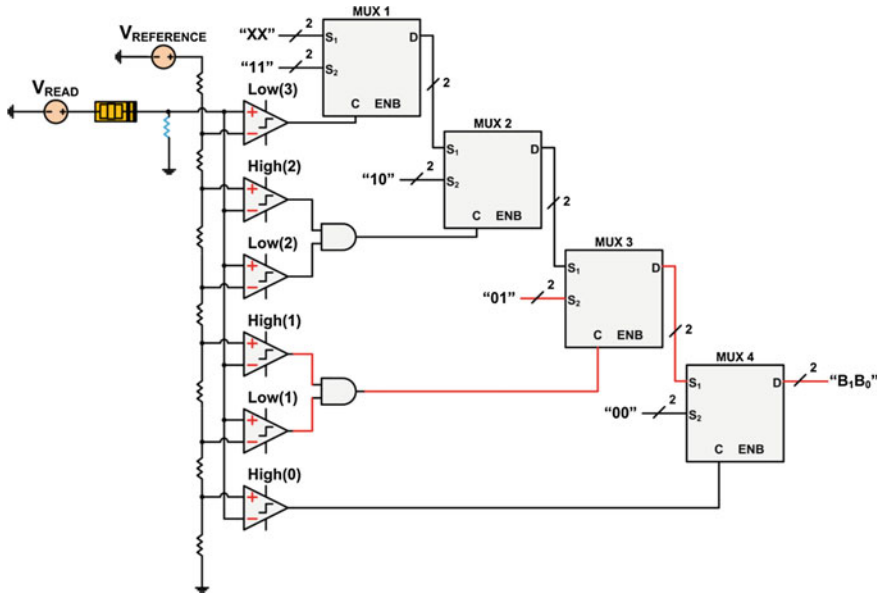 MUX 1
"XX" 2 S₁ D
"11" 2 S₂
C ENB
2
V_REFERENCE
V_READ
Low(3)
+
−
MUX 2
S₁ D
"10" 2 S₂
C ENB
2
High(2)
+
−
Low(2)
+
−
MUX 3
S₁ D
"01" 2 S₂
C ENB
2
High(1)
+
−
Low(1)
+
−
MUX 4
S₁ D 2 "B₁B₀"
"00" 2 S₂
C ENB
High(0)
+
−
− +
− +